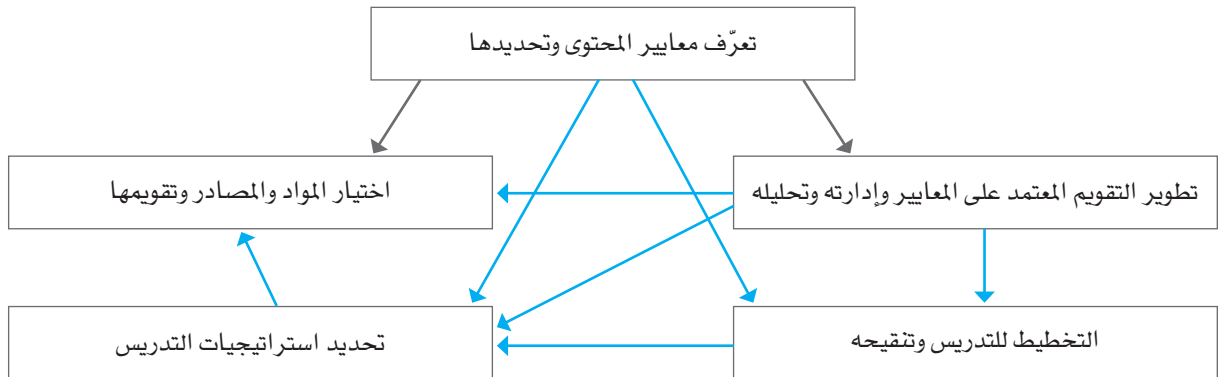 تعرّف معايير المحتوى وتحديدها
تطوير التقويم المعتمد على المعايير وإدارته وتحليله
اختيار المواد والمصادر وتقويمها
التخطيط للتدريس وتنقيحه
تحديد استراتيجيات التدريس